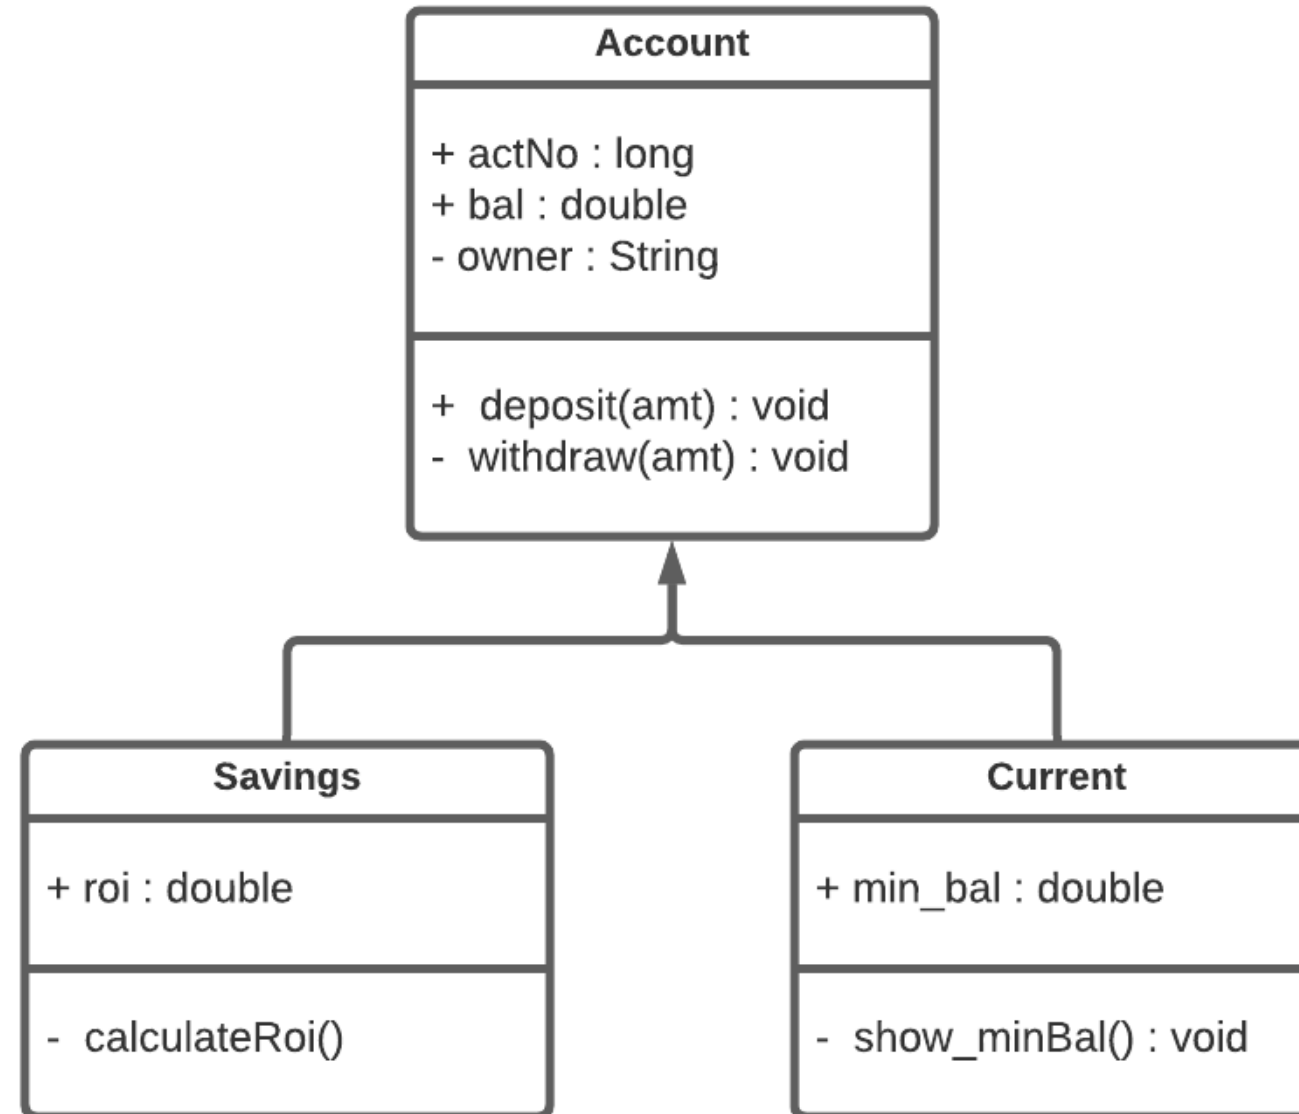 Account
+ actNo : long
+ bal : double
- owner : String
+ deposit(amt) : void
- withdraw(amt) : void
Savings
+ roi : double
- calculateRoi()
Current
+ min_bal : double
- show_minBal() : void